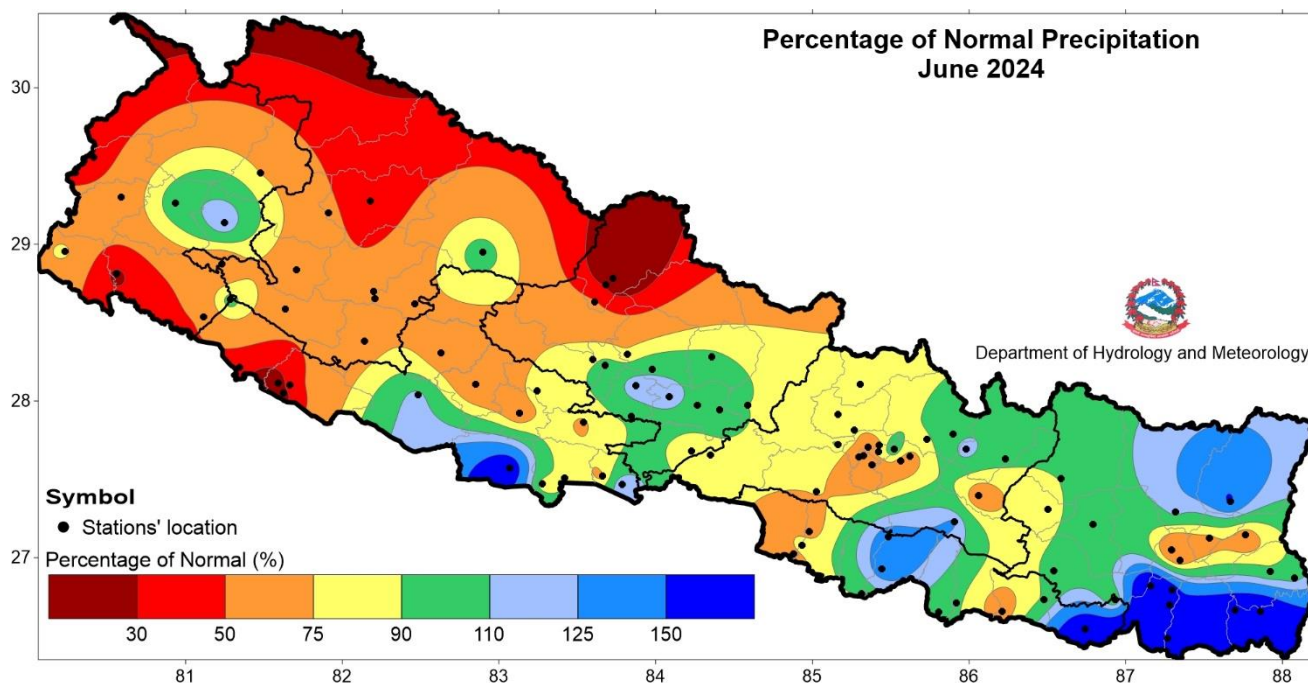 Percentage of Normal Precipitation
June 2024
30
29
28
27
Department of Hydrology and Meteorology
Symbol
Stations' location
Percentage of Normal (%)
30 50 75 90 110 125 150
81 82 83 84 85 86 87 88